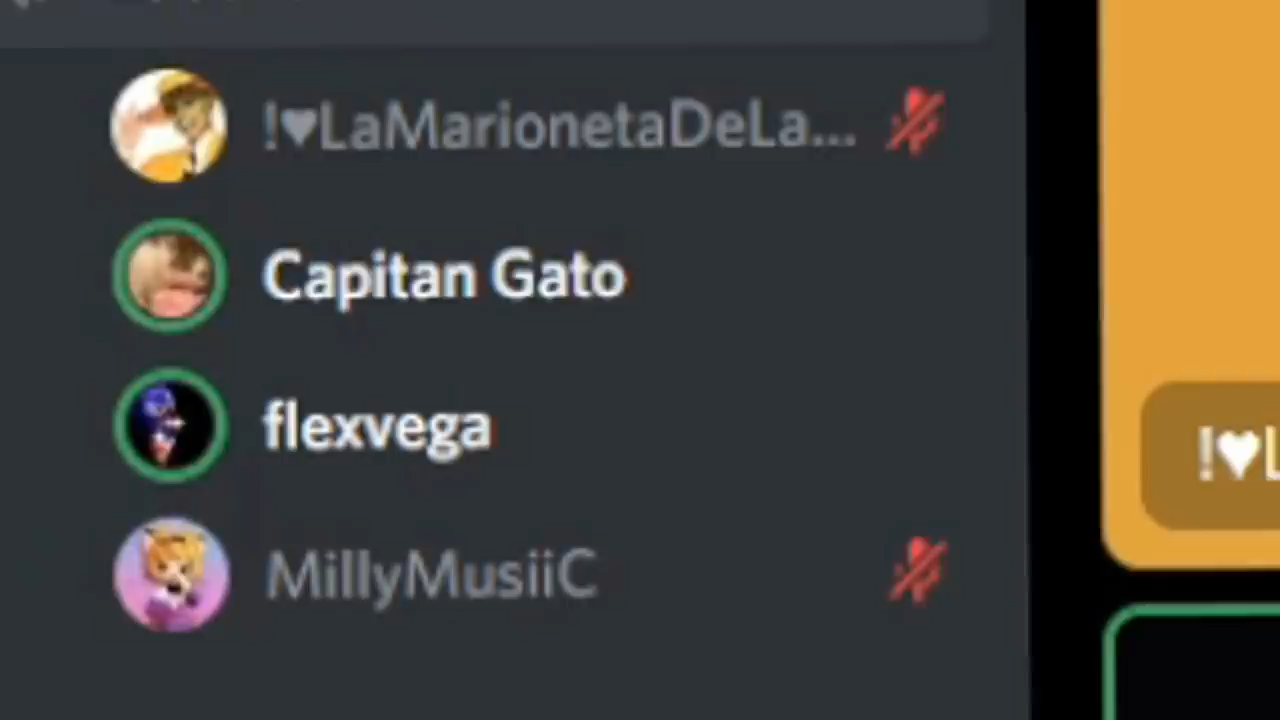 !♥LaMarionetaDeLa...
Capitan Gato
flexvega
MillyMusiiC
!♥L